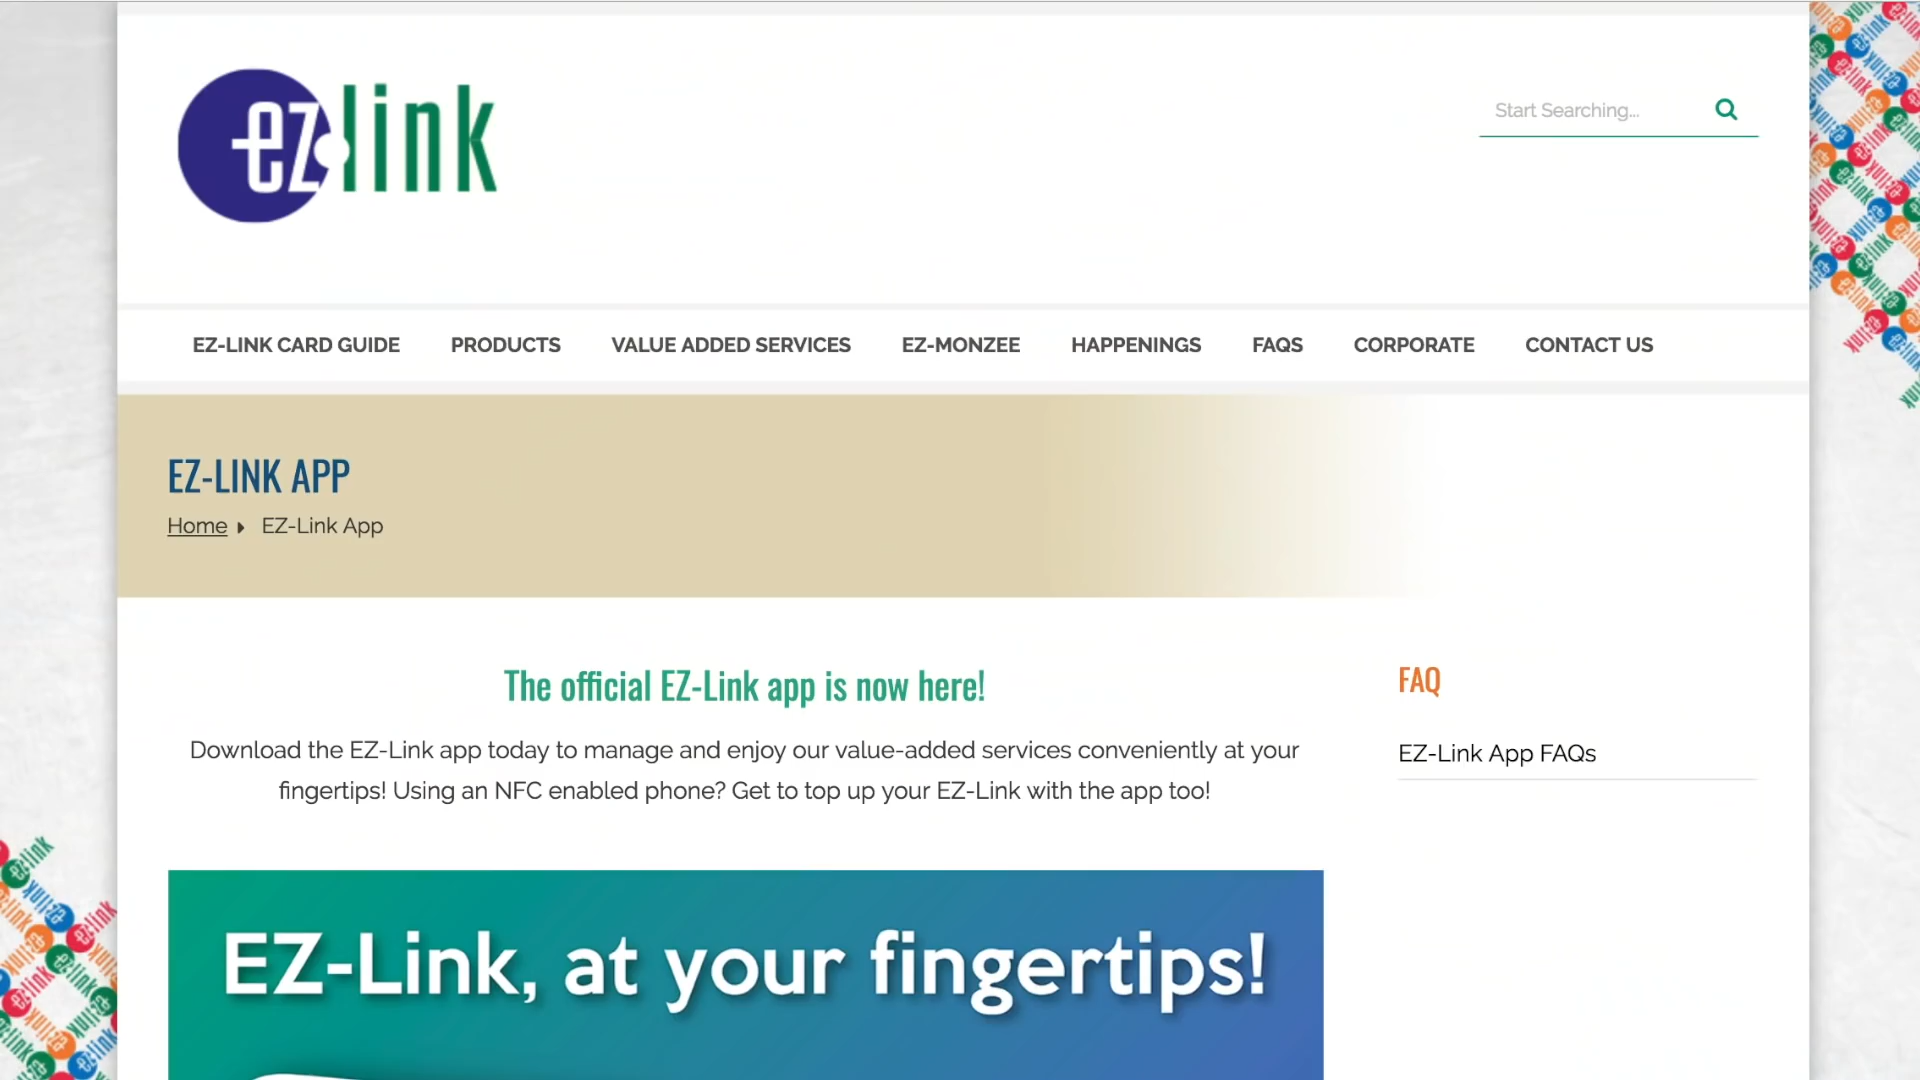 ez-link
Start Searching...
EZ-LINK CARD GUIDE PRODUCTS VALUE ADDED SERVICES EZ-MONZEE HAPPENINGS FAQS CORPORATE CONTACT US
EZ-LINK APP
Home EZ-Link App
The official EZ-Link app is now here!
FAQ
Download the EZ-Link app today to manage and enjoy our value-added services conveniently at your
fingertips! Using an NFC enabled phone? Get to top up your EZ-Link with the app too!
EZ-Link App FAQs
EZ-Link, at your fingertips!